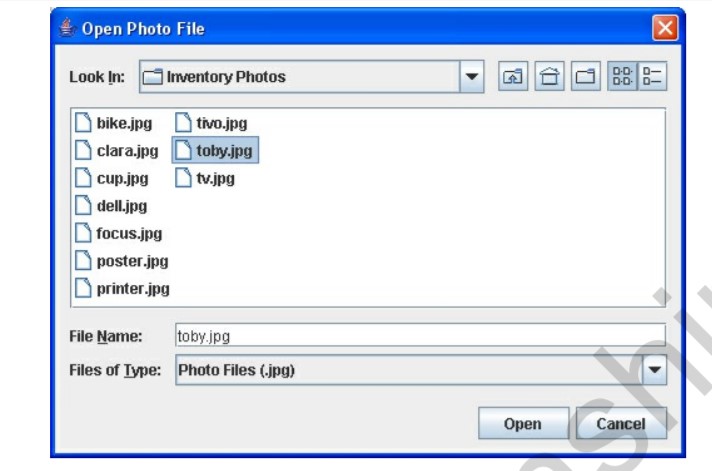 Open Photo File
Look In: Inventory Photos
bike.jpg tivo.jpg
clara.jpg toby.jpg
cup.jpg tv.jpg
dell.jpg
focus.jpg
poster.jpg
printer.jpg
File Name: toby.jpg
Files of Type: Photo Files (.jpg)
Open Cancel